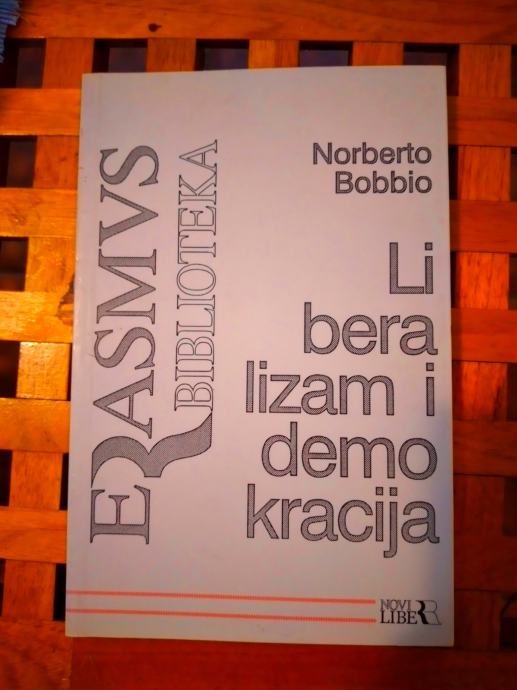 ERASMVS
BIBLIOTEKA
Norberto
Bobbio
Li
bera
lizam i
demo
kracija
NOVI
LIBER